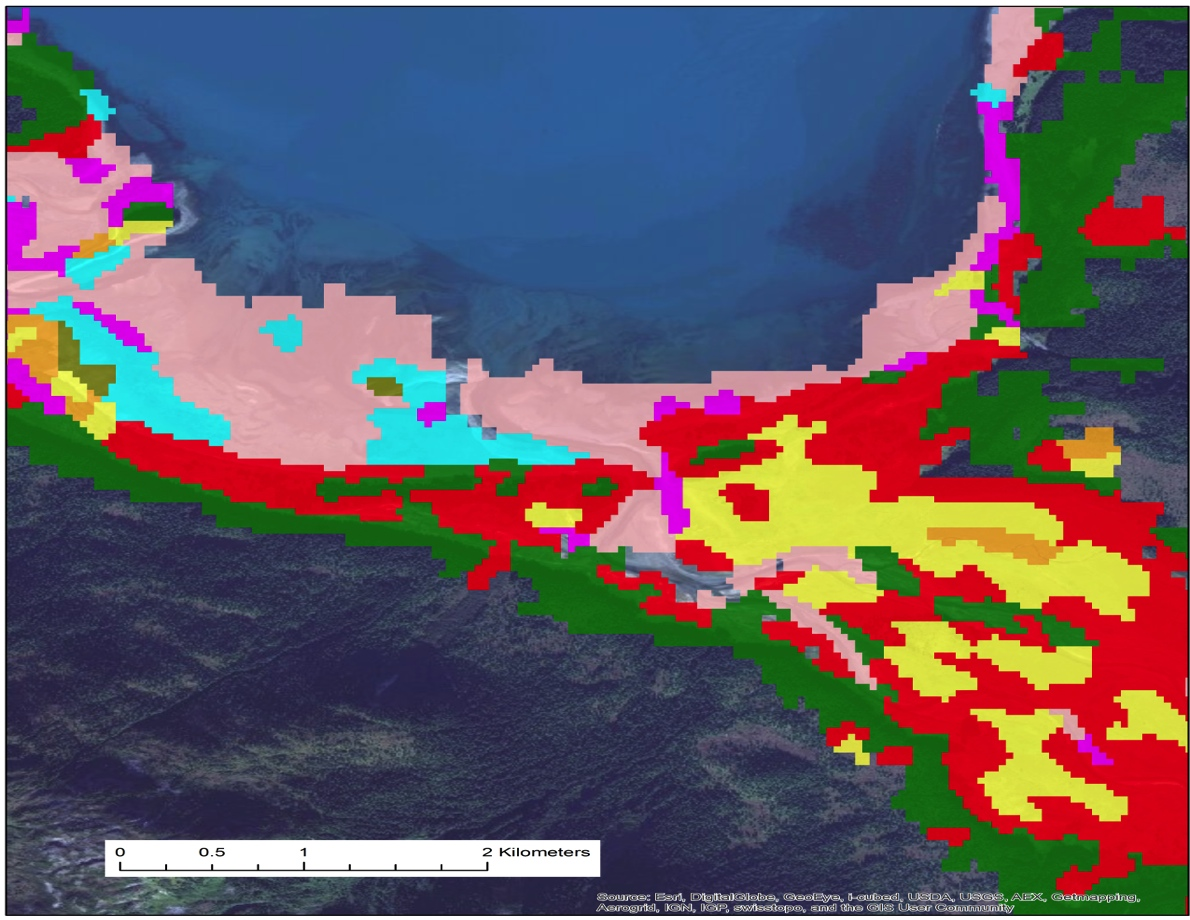 0 0.5 1 2 Kilometers
Source: Esri, DigitalGlobe, GeoEye, i-cubed, USDA, USGS, AEX, Getmapping,
Aerogrid, IGN, IGP, swisstopo, and the GIS User Community